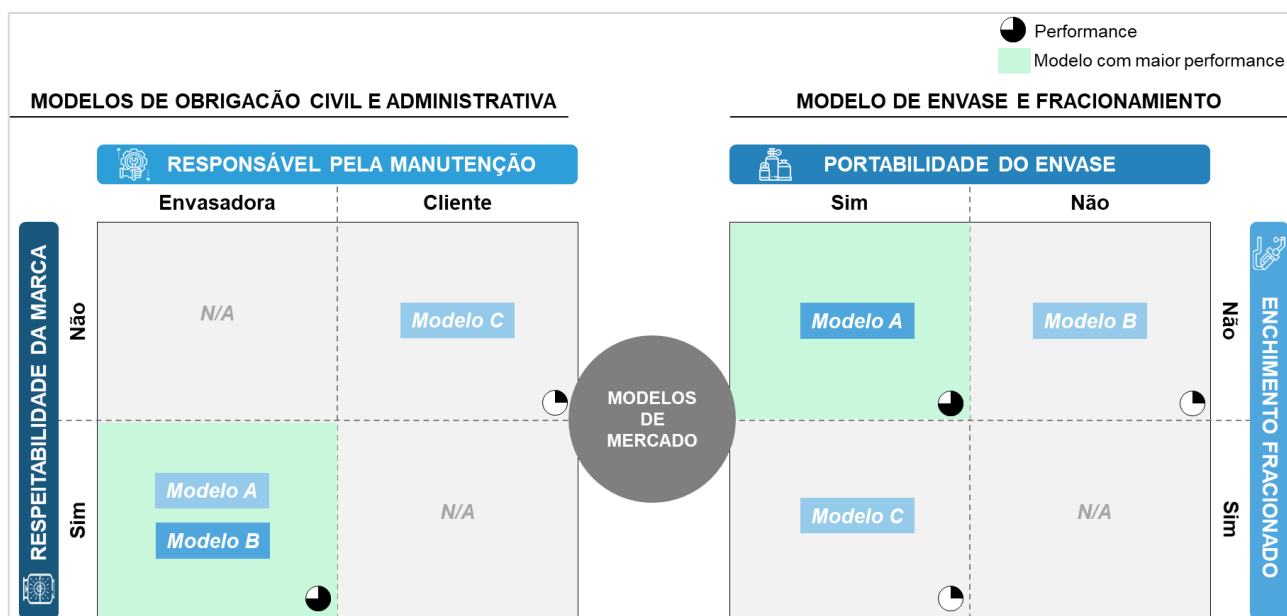 Performance
Modelo com maior performance
MODELOS DE OBRIGACÃO CIVIL E ADMINISTRATIVA
MODELO DE ENVASE E FRACIONAMIENTO
RESPONSÁVEL PELA MANUTENÇÃO
Envasadora
Cliente
RESPEITABILIDADE DA MARCA
Não
Sim
N/A
Modelo C
Modelo A
Modelo B
N/A
MODELOS
DE
MERCADO
PORTABILIDADE DO ENVASE
Sim
Não
Modelo A
Modelo B
Modelo C
N/A
Não
Sim
ENCHIMENTO FRACIONADO